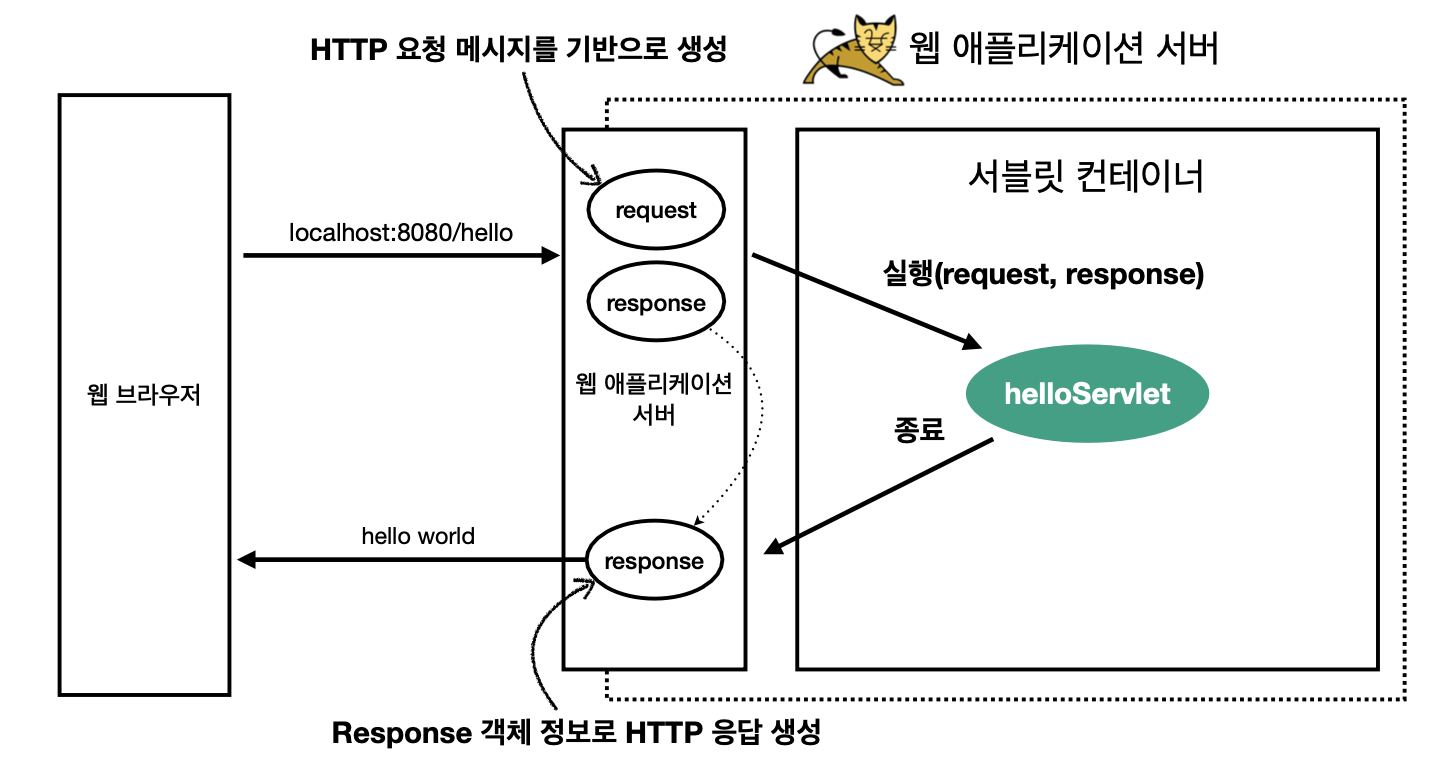 HTTP 요청 메시지를 기반으로 생성
웹 애플리케이션 서버
서블릿 컨테이너
request
localhost:8080/hello
실행(request, response)
response
웹 브라우저
웹 애플리케이션
서버
helloServlet
종료
hello world
response
Response 객체 정보로 HTTP 응답 생성